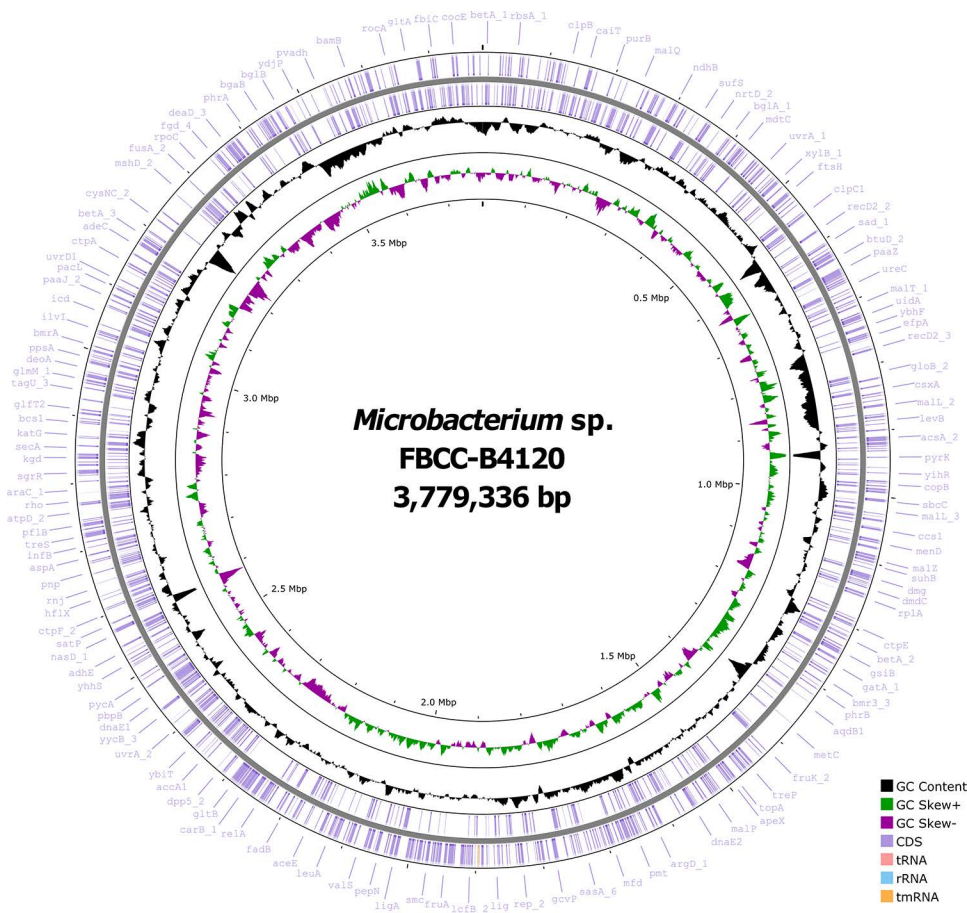 Microbacterium sp.
FBCC-B4120
3,779,336 bp
0.5 Mbp
1.0 Mbp
1.5 Mbp
2.0 Mbp
2.5 Mbp
3.0 Mbp
3.5 Mbp
betA_1
rbsA_1
clpB
caiT
purB
malQ
ndhB
sufS
nrtD_2
bglA_1
mdtC
uvrA_1
xylB_1
ftsH
clpC1
recD2_2
sad_1
btuD_2
paaZ
ureC
malT_1
uidA
ybhF
efpA
recD2_3
gloB_2
csxA
malL_2
levB
acsA_2
pyrK
yihR
copB
sbcC
malL_3
ccs1
menD
malZ
suhB
dmg
dmdC
rplA
ctpE
betA_2
gsiB
gatA_1
bmr3_3
phrB
aqdB1
metC
fruK_2
treP
topA
apeX
malP
dnaE2
argD_1
pmt
mfd
sasA_6
gcvP
rep_2
lig
lcfB_2
fruA
smc
ligA
pepN
valS
leuA
aceE
fadB
relA
carB_1
gltB
dpp5_2
accA1
ybiT
uvrA_2
yycB_3
dnaE1
pbpB
pycA
yhhS
adhE
nasD_1
satP
ctpF_2
hflX
rnj
pnp
aspA
infB
treS
pflB
atpD_2
rho
araC_1
sgrR
kgd
secA
katG
bcs1
glfT2
tagU_3
glmM_1
deoA
ppsA
bmrA
ilvI
icd
paaJ_2
pacL
uvrD1
ctpA
adeC
betA_3
cysNC_2
mshD_2
fusA_2
rpoC
fgd_4
deaD_3
phrA
bgaB
bglB
ydjP
pvadh
bamB
rocA
gltA
fbiC
cocE
GC Content
GC Skew+
GC Skew-
CDS
tRNA
rRNA
tmRNA